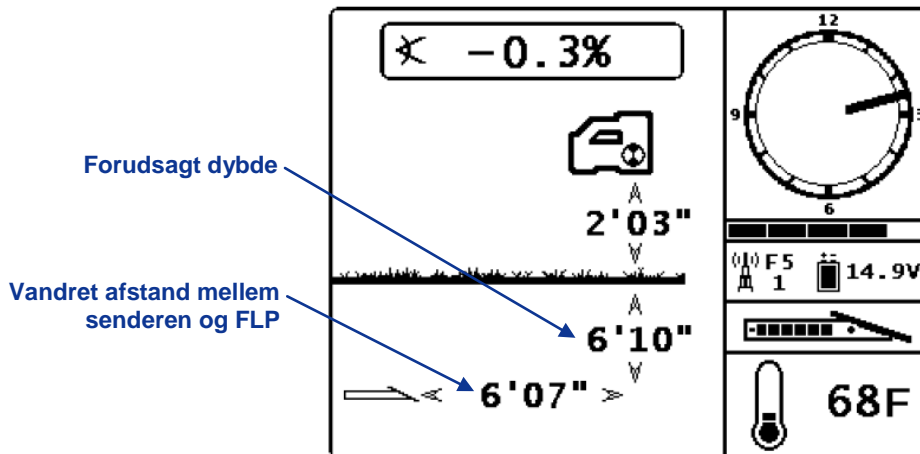 -0.3%
Forudsagt dybde
2'03"
Vandret afstand mellem
senderen og FLP
6'10"
6'07"
12
9
3
6
F5
1
14.9V
68F